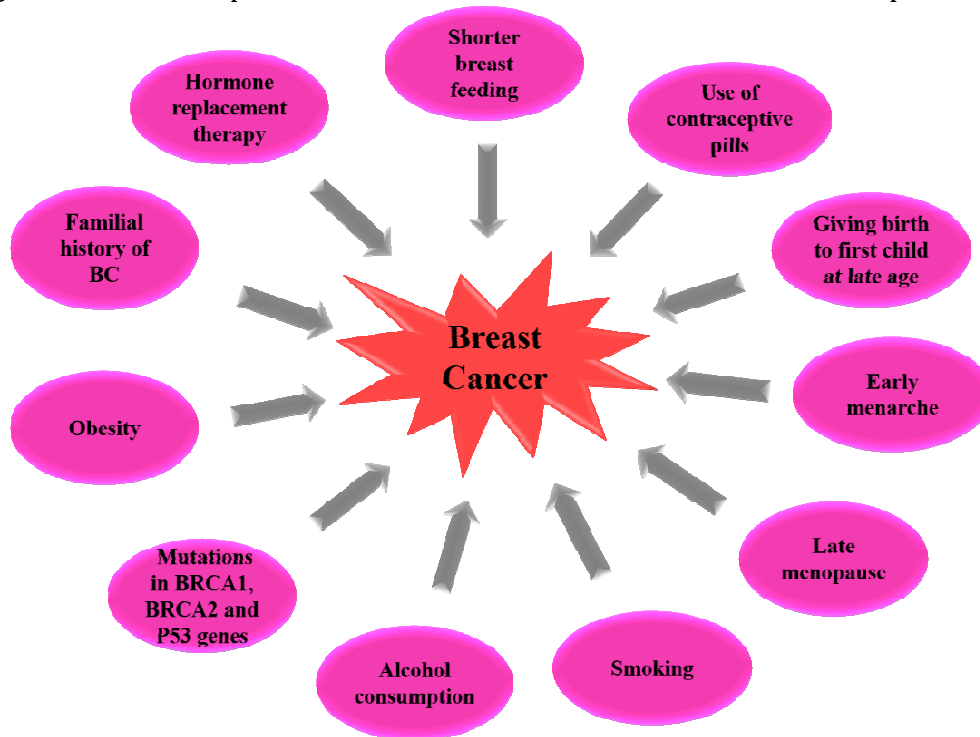 Shorter
breast
feeding
Hormone
replacement
therapy
Use of
contraceptive
pills
Familial
history of
BC
Giving birth
to first child
at late age
Breast
Cancer
Obesity
Early
menarche
Mutations
in BRCA1,
BRCA2 and
P53 genes
Late
menopause
Alcohol
consumption
Smoking